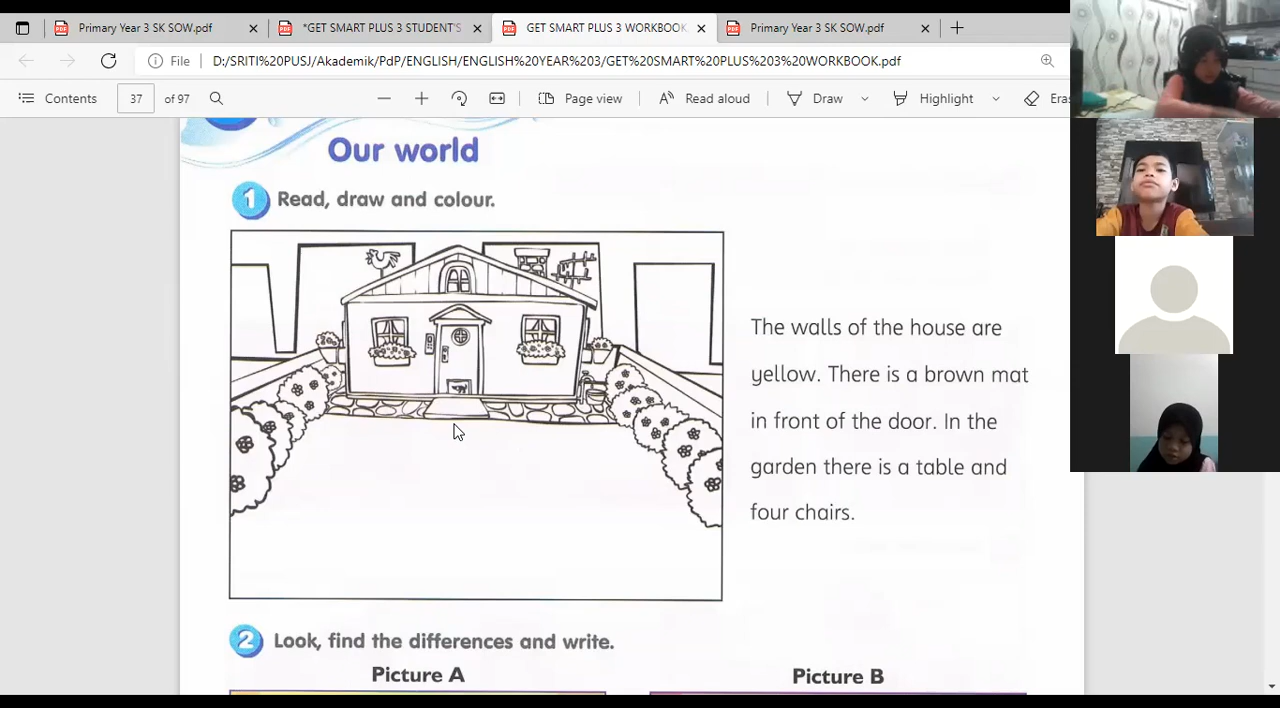 Primary Year 3 SK SOW.pdf
*GET SMART PLUS 3 STUDENT'S
GET SMART PLUS 3 WORKBOOK
Primary Year 3 SK SOW.pdf
File
D:/SRITI%20PUSJ/Akademik/PdP/ENGLISH/ENGLISH%20YEAR%203/GET%20SMART%20PLUS%203%20WORKBOOK.pdf
Contents
37
of 97
Page view
Read aloud
Draw
Highlight
Eras
Our world
1 Read, draw and colour.
The walls of the house are
yellow. There is a brown mat
in front of the door. In the
garden there is a table and
four chairs.
2 Look, find the differences and write.
Picture A
Picture B